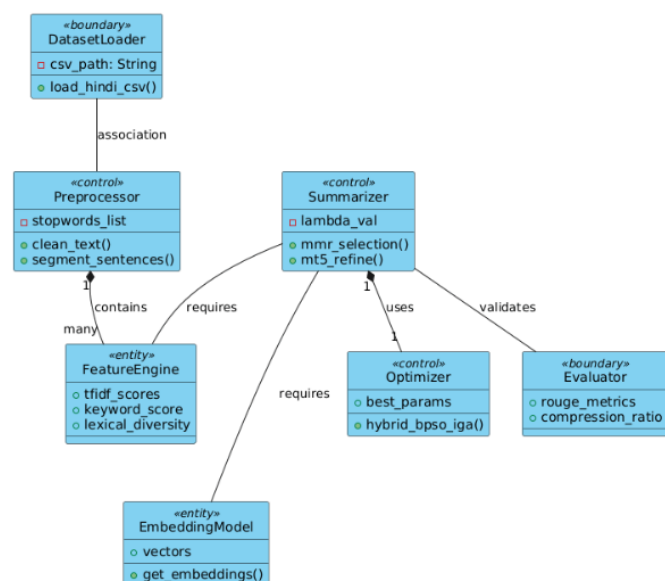 «boundary»
DatasetLoader
csv_path: String
load_hindi_csv()
association
«control»
Preprocessor
stopwords_list
clean_text()
segment_sentences()
«control»
Summarizer
lambda_val
mmr_selection()
mt5_refine()
1
contains
many
requires
1
uses
1
validates
requires
«entity»
FeatureEngine
tfidf_scores
keyword_score
lexical_diversity
«control»
Optimizer
best_params
hybrid_bpso_iga()
«boundary»
Evaluator
rouge_metrics
compression_ratio
«entity»
EmbeddingModel
vectors
get_embeddings()